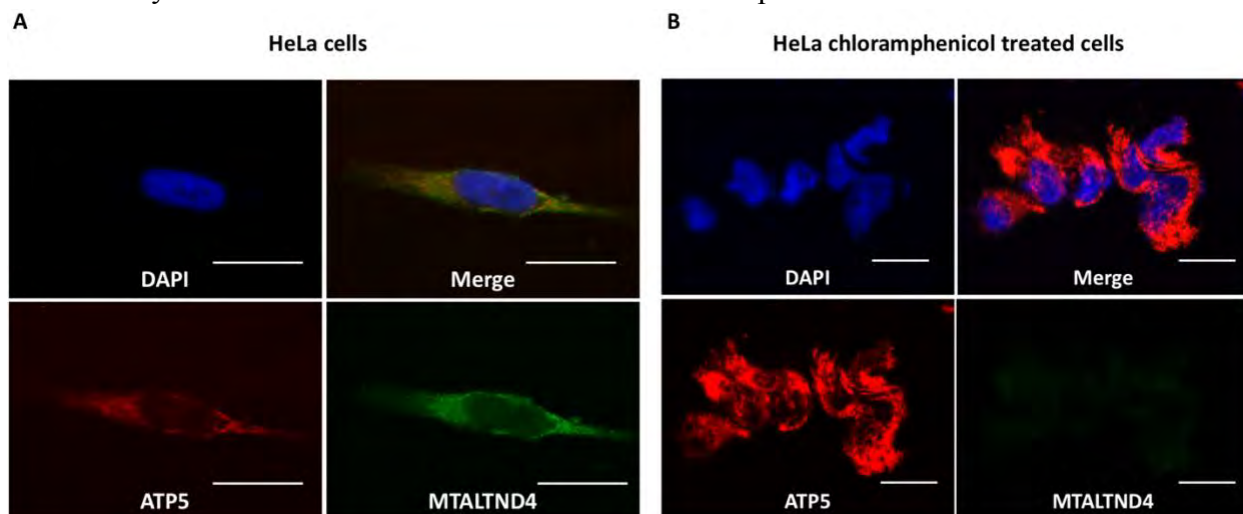 A
HeLa cells
DAPI
Merge
ATP5
MTALTND4
B
HeLa chloramphenicol treated cells
DAPI
Merge
ATP5
MTALTND4